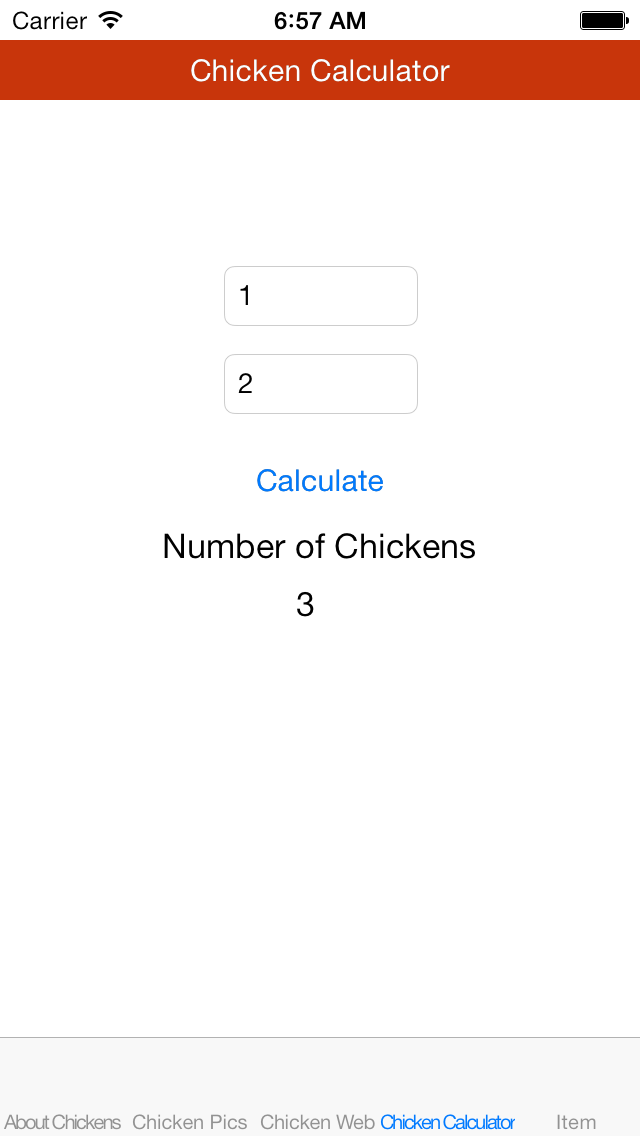 Carrier 6:57 AM
Chicken Calculator
1
2
Calculate
Number of Chickens
3
About Chickens Chicken Pics Chicken Web Chicken Calculator Item